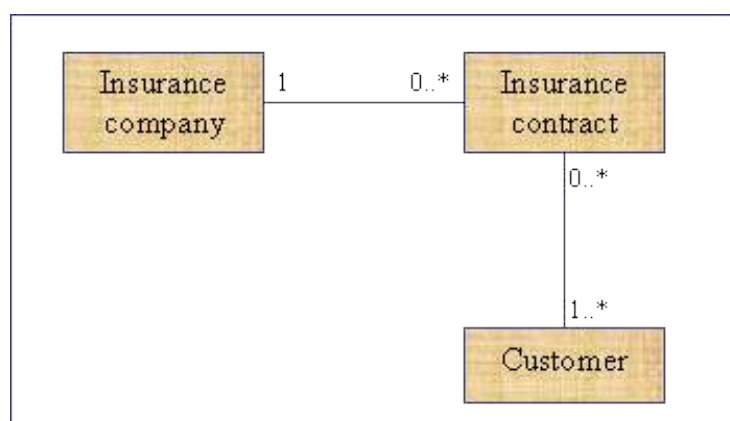 Insurance
company
1
0..*
Insurance
contract
0..*
1..*
Customer